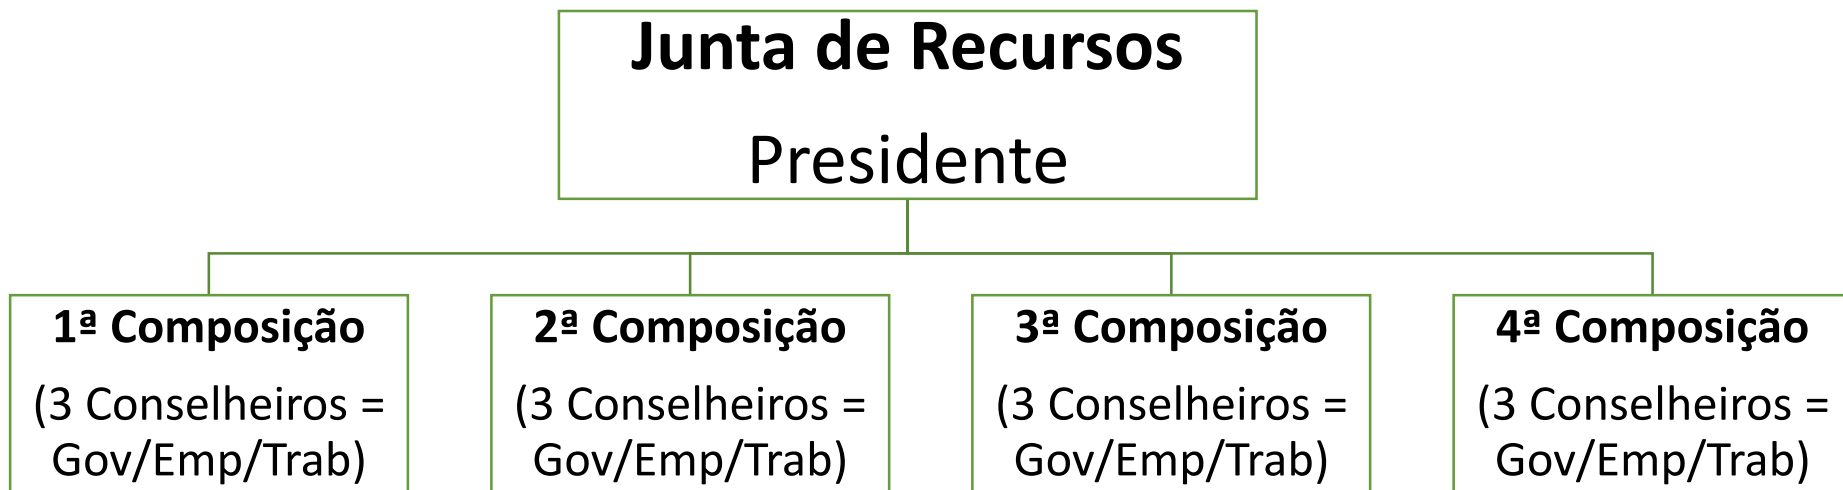 Junta de Recursos
Presidente
1ª Composição
(3 Conselheiros =
Gov/Emp/Trab)
2ª Composição
(3 Conselheiros =
Gov/Emp/Trab)
3ª Composição
(3 Conselheiros =
Gov/Emp/Trab)
4ª Composição
(3 Conselheiros =
Gov/Emp/Trab)